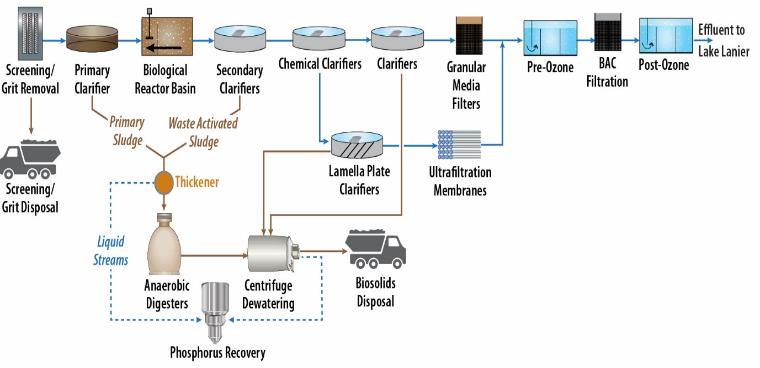 Effluent to
Lake Lanier
Screening/
Grit Removal
Primary
Clarifier
Biological
Reactor Basin
Secondary
Clarifiers
Chemical Clarifiers
Clarifiers
Granular
Media
Filters
Pre-Ozone
BAC
Filtration
Post-Ozone
Primary
Sludge
Waste Activated
Sludge
Screening/
Grit Disposal
Thickener
Lamella Plate
Clarifiers
Ultrafiltration
Membranes
Liquid
Streams
Anaerobic
Digesters
Centrifuge
Dewatering
Biosolids
Disposal
Phosphorus Recovery